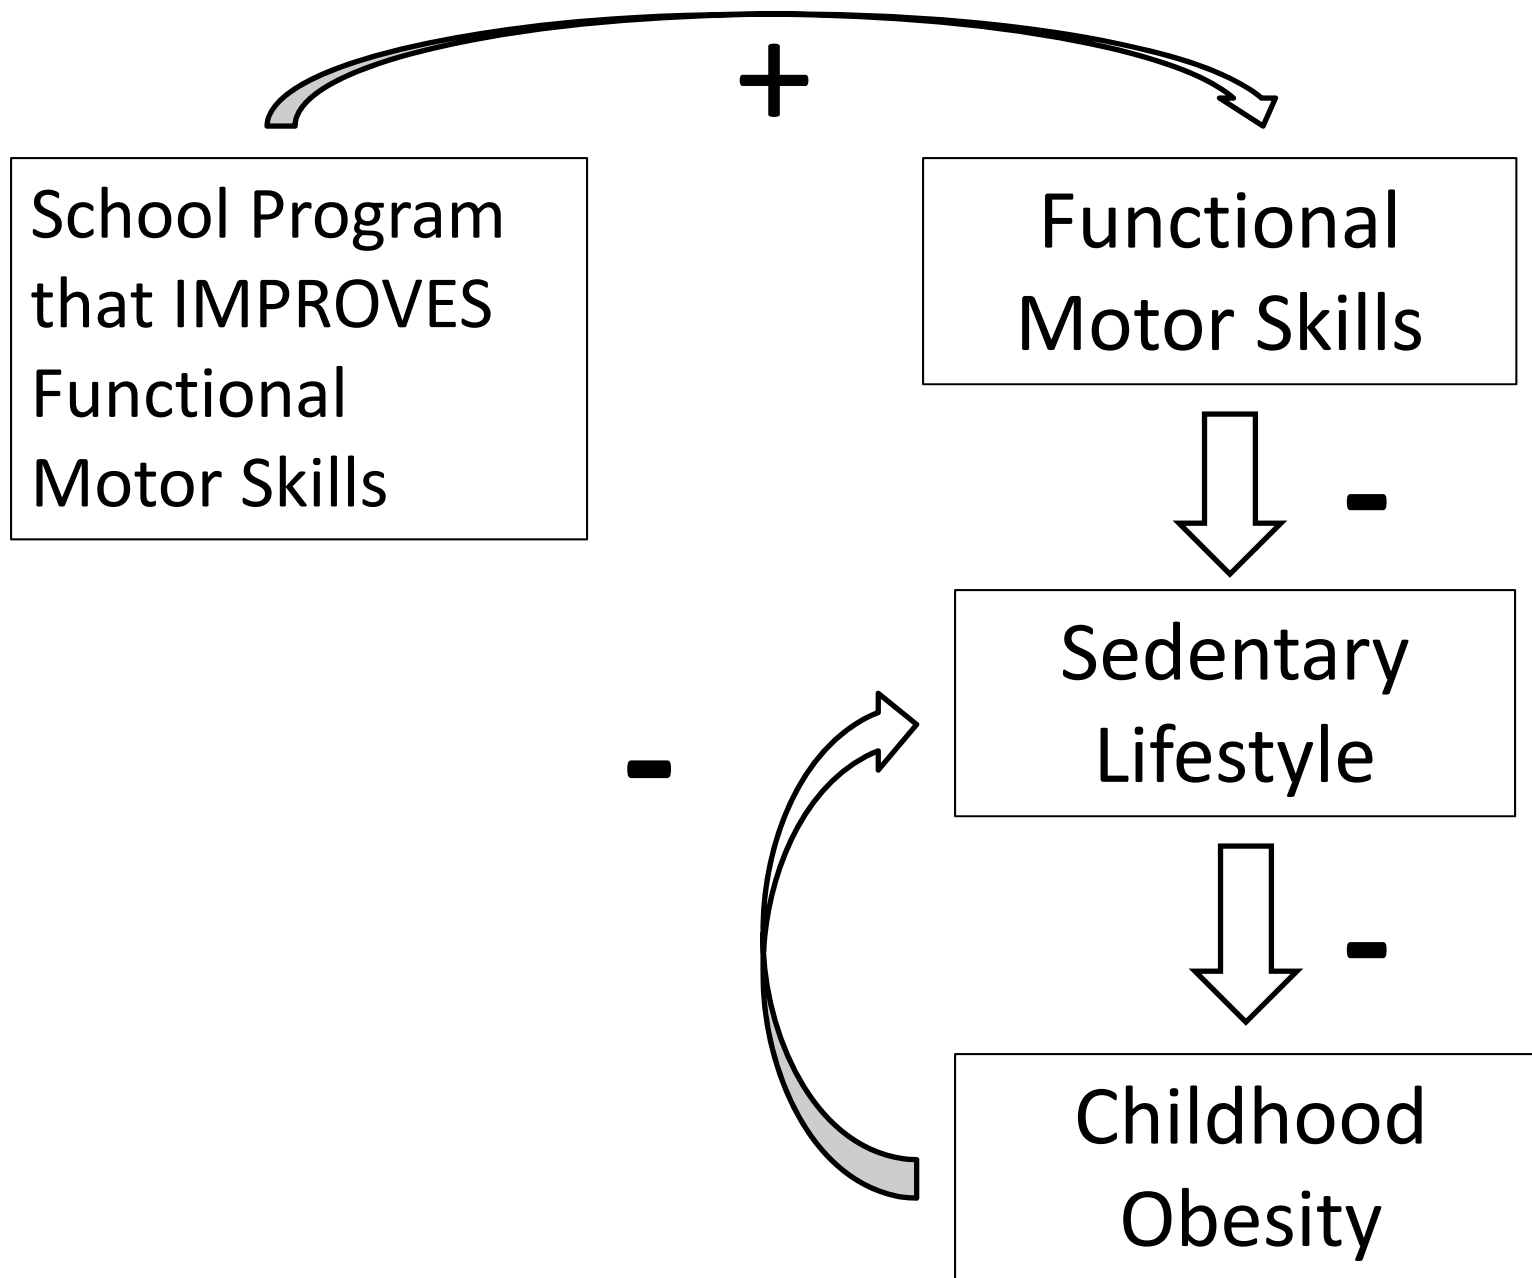 +
School Program
that IMPROVES
Functional
Motor Skills
Functional
Motor Skills
-
Sedentary
Lifestyle
-
-
Childhood
Obesity